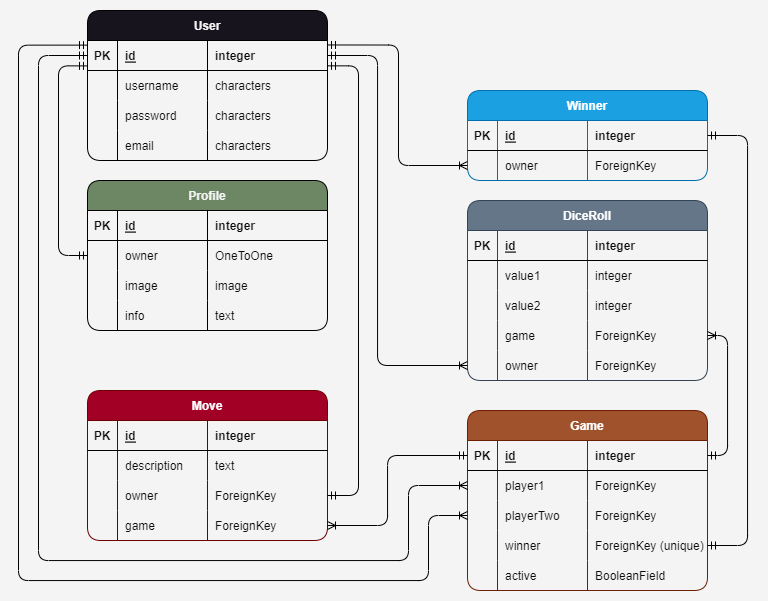 User
PK id integer
username characters
password characters
email characters
Profile
PK id integer
owner OneToOne
image image
info text
Move
PK id integer
description text
owner ForeignKey
game ForeignKey
Winner
PK id integer
owner ForeignKey
DiceRoll
PK id integer
value1 integer
value2 integer
game ForeignKey
owner ForeignKey
Game
PK id integer
player1 ForeignKey
playerTwo ForeignKey
winner ForeignKey (unique)
active BooleanField